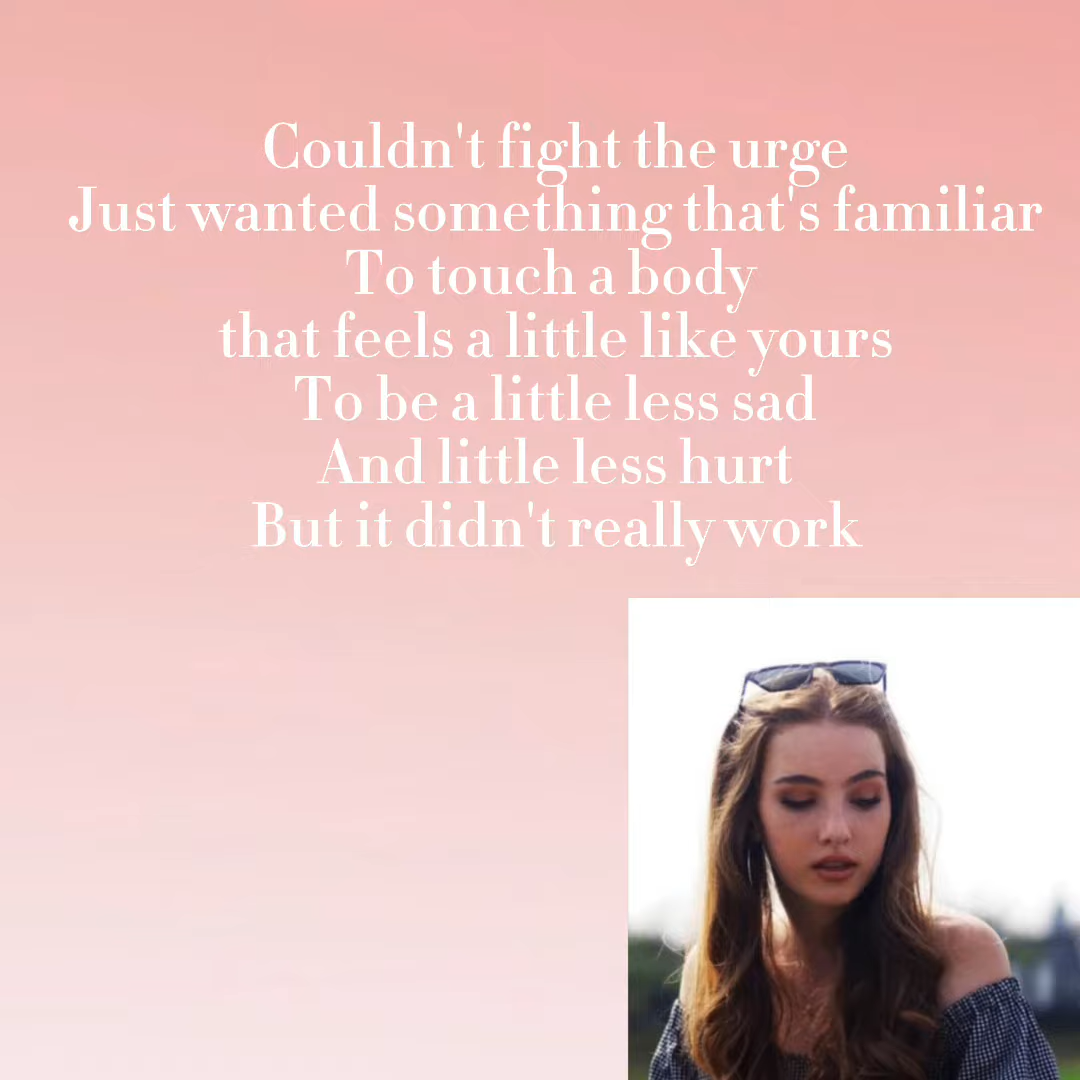 Couldn't fight the urge
Just wanted something that's familiar
To touch a body
that feels a little like yours
To be a little less sad
And little less hurt
But it didn't really work